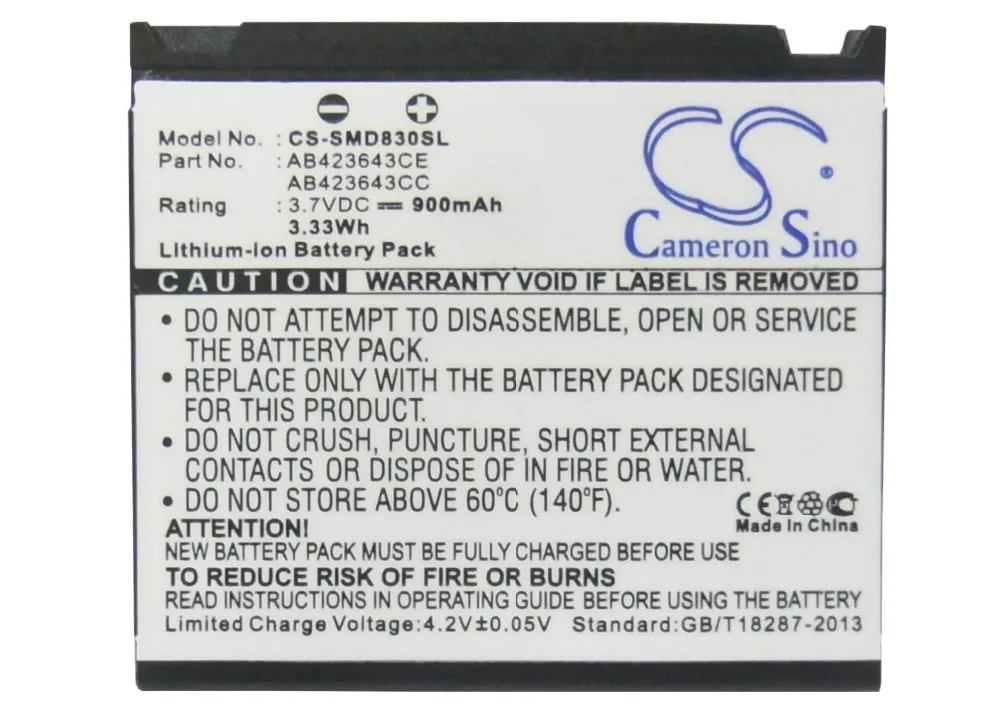 Model No. : CS-SMD830SL
Part No. : AB423643CE
AB423643CC
Rating : 3.7VDC ⎓ 900mAh
3.33Wh
Lithium-Ion Battery Pack
CS ®
Cameron Sino
CAUTION WARRANTY VOID IF LABEL IS REMOVED
• DO NOT ATTEMPT TO DISASSEMBLE, OPEN OR SERVICE
THE BATTERY PACK.
• REPLACE ONLY WITH THE BATTERY PACK DESIGNATED
FOR THIS PRODUCT.
• DO NOT CRUSH, PUNCTURE, SHORT EXTERNAL
CONTACTS OR DISPOSE OF IN FIRE OR WATER.
• DO NOT STORE ABOVE 60°C (140°F).
CE
Made In China
ATTENTION!
NEW BATTERY PACK MUST BE FULLY CHARGED BEFORE USE
TO REDUCE RISK OF FIRE OR BURNS
READ INSTRUCTIONS IN OPERATING GUIDE BEFORE USING THE BATTERY
Limited Charge Voltage:4.2V±0.05V Standard:GB/T18287-2013